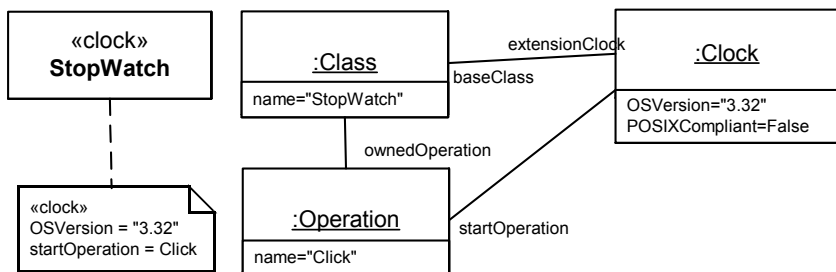 «clock»
StopWatch
«clock»
OSVersion = "3.32"
startOperation = Click
:Class
name="StopWatch"
extensionClock
baseClass
:Clock
OSVersion="3.32"
POSIXCompliant=False
ownedOperation
:Operation
name="Click"
startOperation